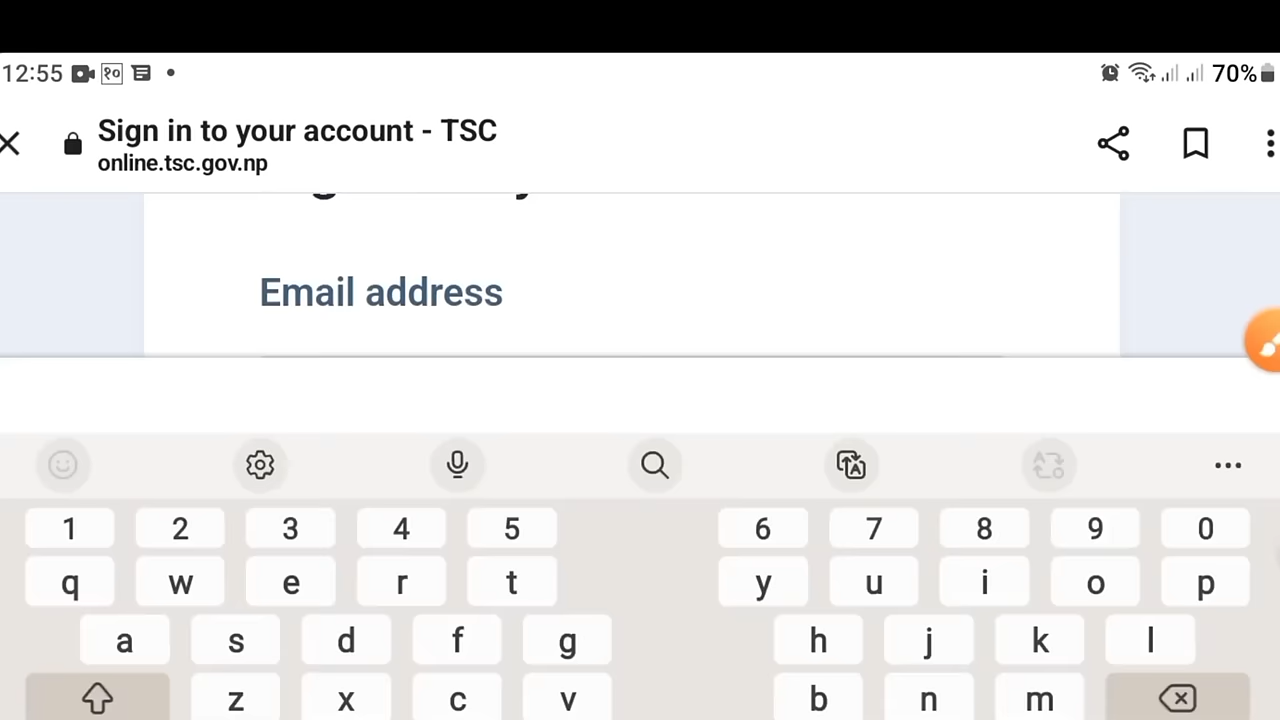 12:55 १० 70%
Sign in to your account - TSC
online.tsc.gov.np
Email address
1 2 3 4 5 6 7 8 9 0
q w e r t y u i o p
a s d f g h j k l
z x c v b n m